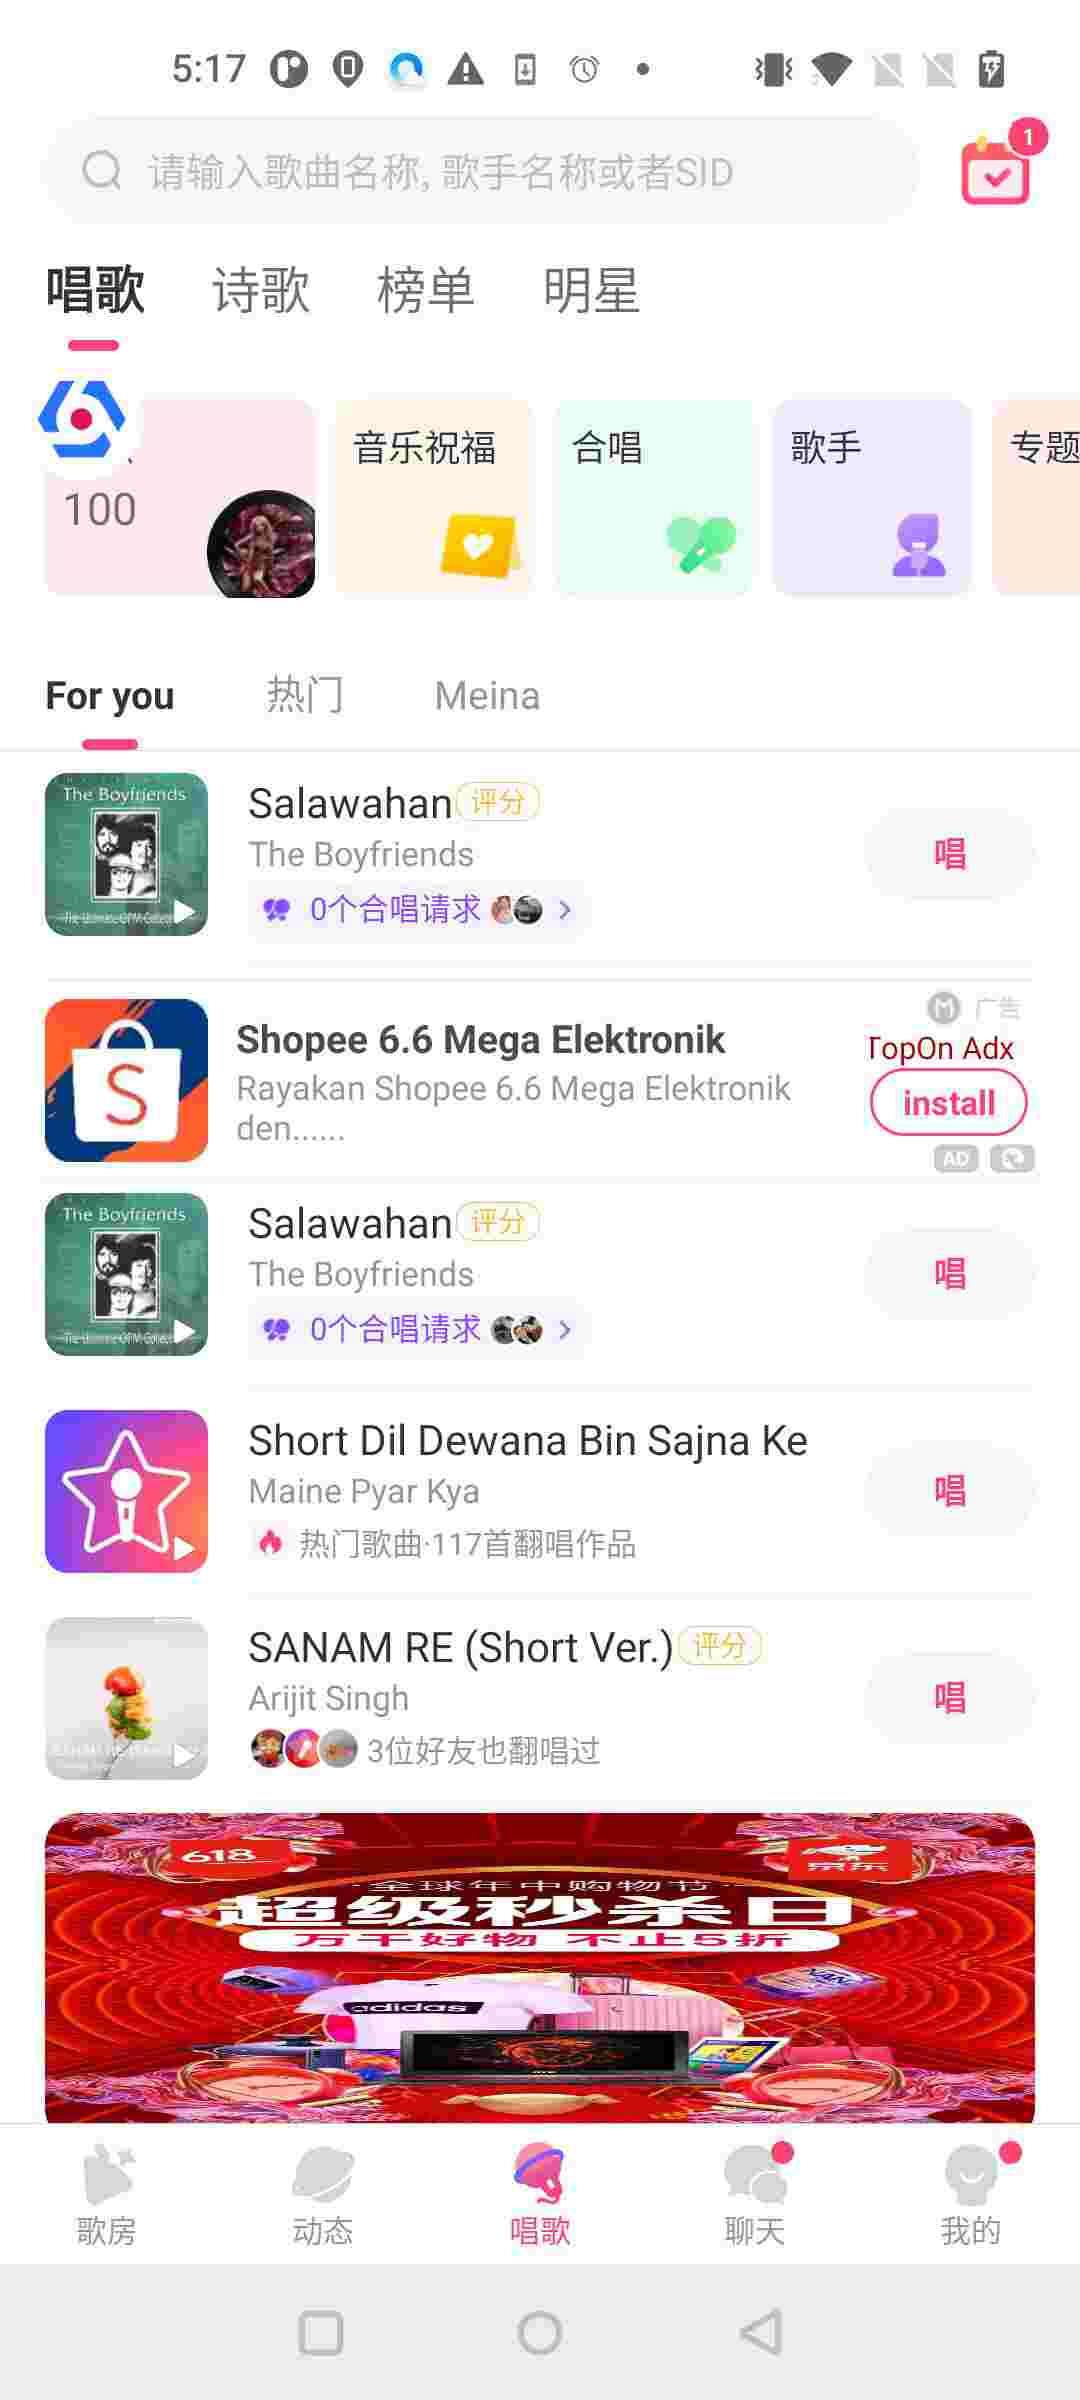 5:17
请输入歌曲名称, 歌手名称或者SID
1
唱歌 诗歌 榜单 明星
音乐祝福 合唱 歌手 专题
100
For you 热门 Meina
The Boyfriends
Salawahan 评分
The Boyfriends
唱
0个合唱请求
广告
Shopee 6.6 Mega Elektronik
TopOn Adx
Rayakan Shopee 6.6 Mega Elektronik
den......
install
AD
The Boyfriends
Salawahan 评分
The Boyfriends
唱
0个合唱请求
Short Dil Dewana Bin Sajna Ke
Maine Pyar Kya
唱
热门歌曲·117首翻唱作品
SANAM RE (Short Ver.) 评分
Arijit Singh
唱
3位好友也翻唱过
618
京东
全球年中购物节
超级秒杀日
万千好物 不止5折
adidas
歌房 动态 唱歌 聊天 我的